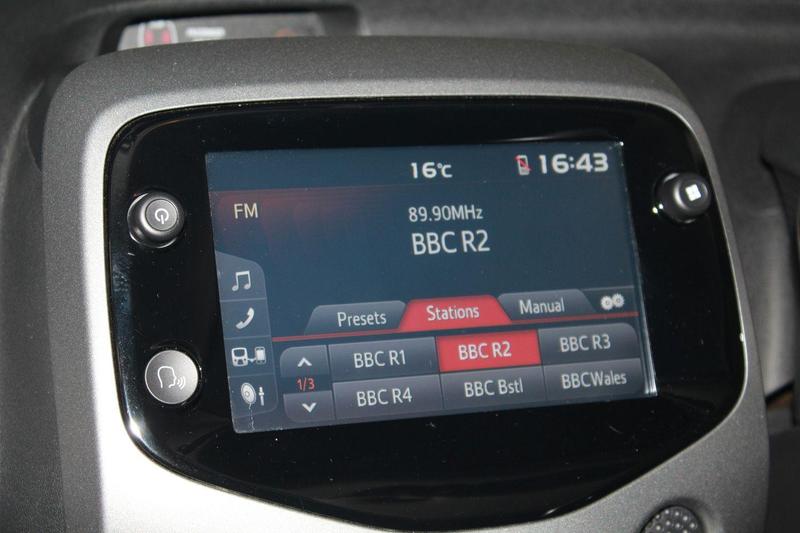 16°C 16:43
FM
89.90MHz
BBC R2
Presets Stations Manual
BBC R1 BBC R2 BBC R3
1/3
BBC R4 BBC Bstl BBCWales